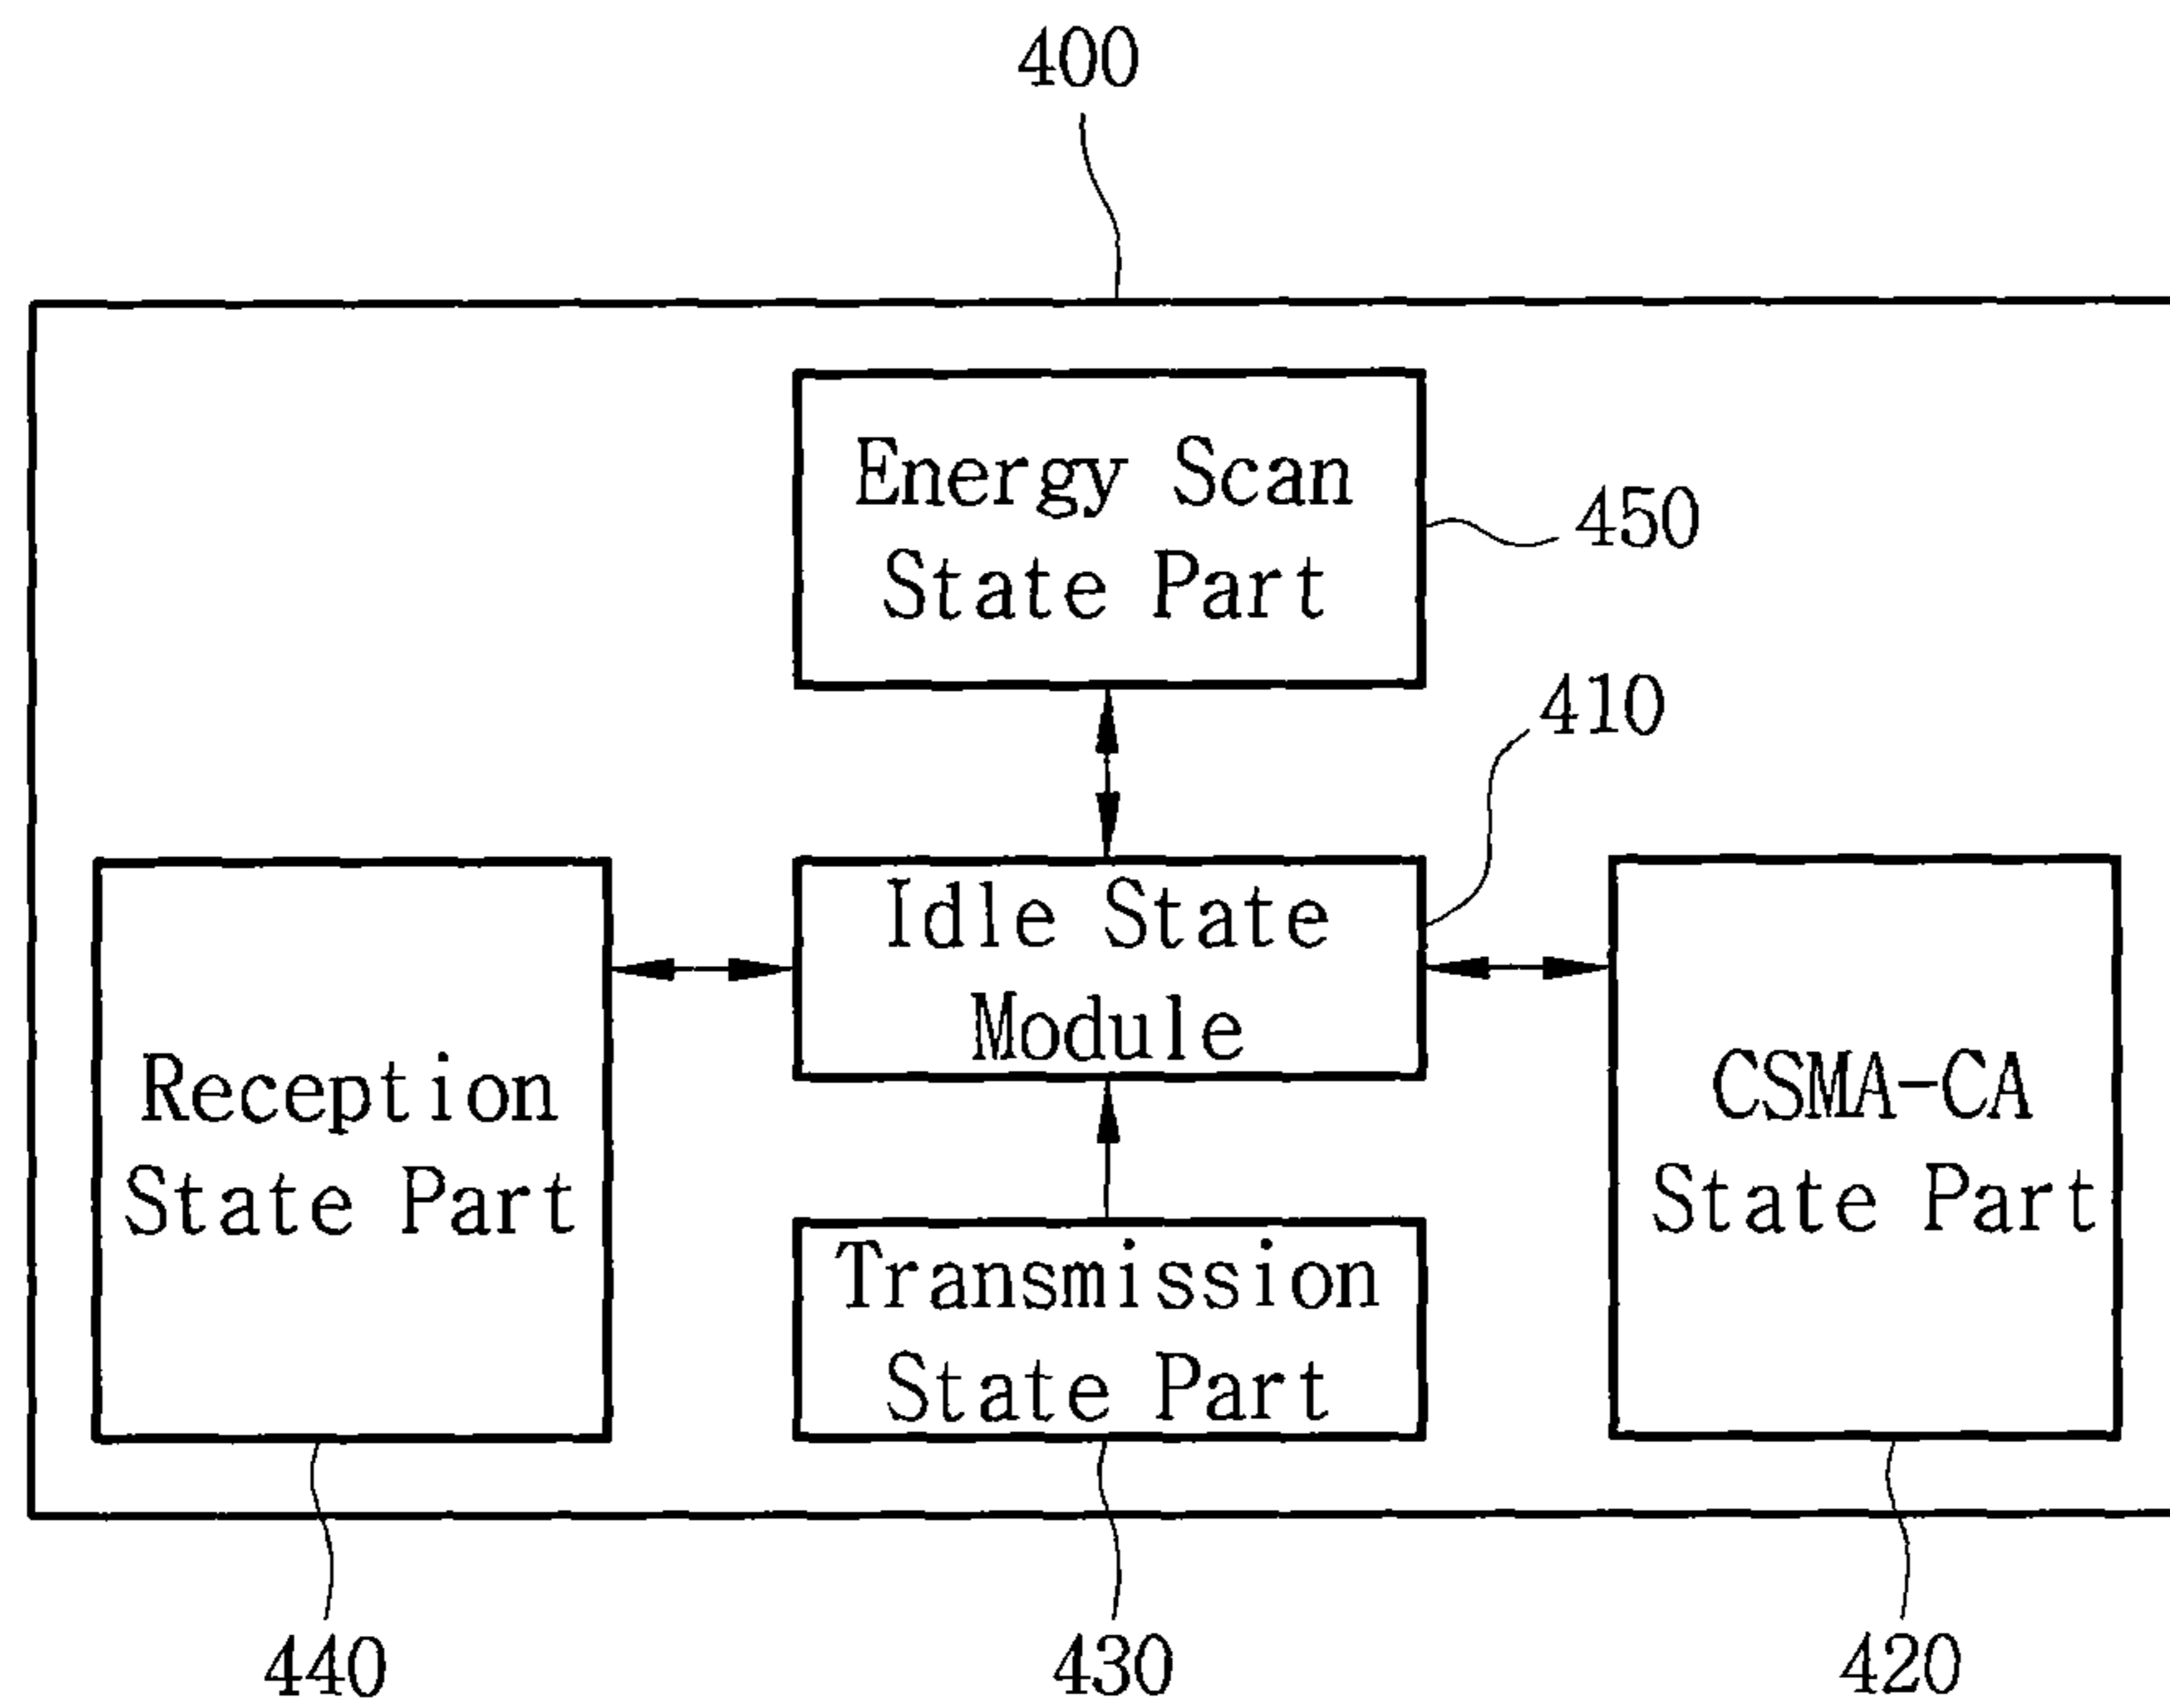 400
Energy Scan
State Part
450
410
Idle State
Module
Reception
State Part
CSMA-CA
State Part
Transmission
State Part
440
430
420